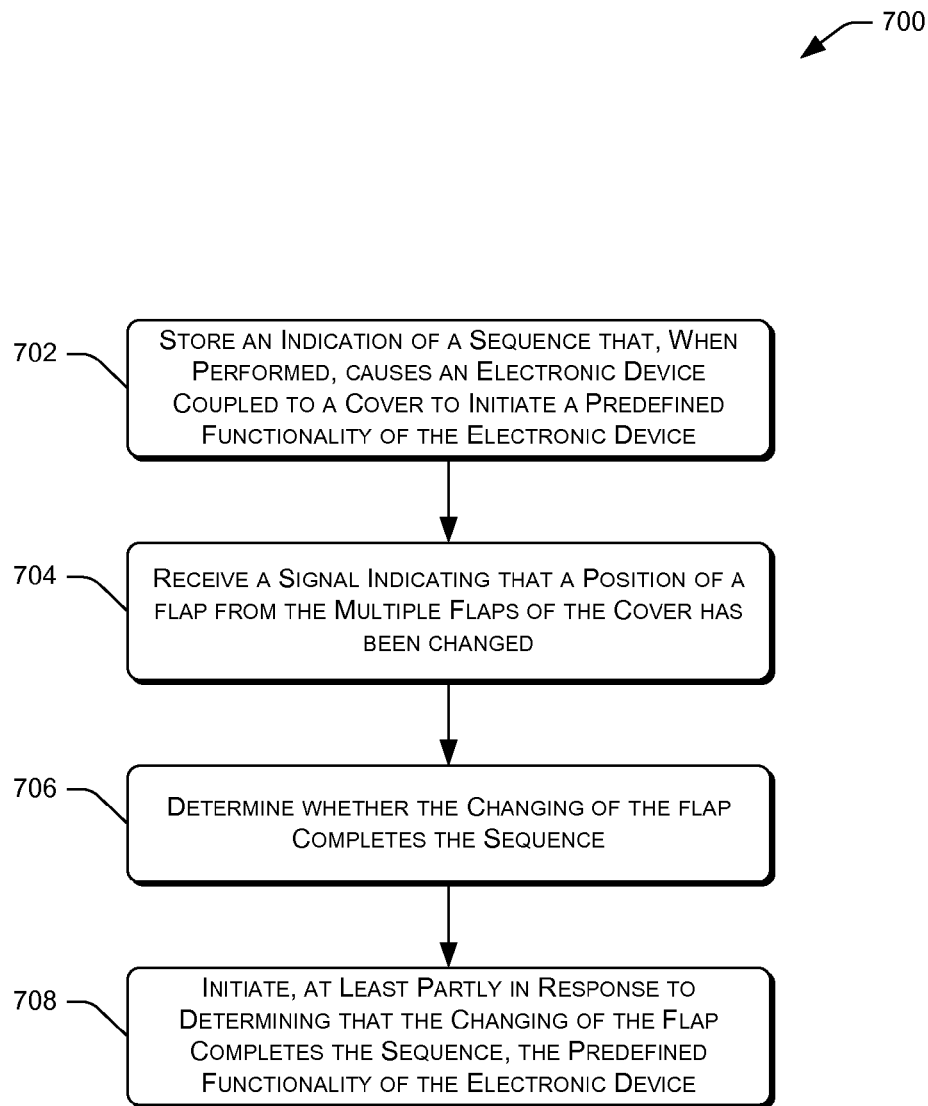 700
702
STORE AN INDICATION OF A SEQUENCE THAT, WHEN
PERFORMED, CAUSES AN ELECTRONIC DEVICE
COUPLED TO A COVER TO INITIATE A PREDEFINED
FUNCTIONALITY OF THE ELECTRONIC DEVICE
704
RECEIVE A SIGNAL INDICATING THAT A POSITION OF A
FLAP FROM THE MULTIPLE FLAPS OF THE COVER HAS
BEEN CHANGED
706
DETERMINE WHETHER THE CHANGING OF THE FLAP
COMPLETES THE SEQUENCE
708
INITIATE, AT LEAST PARTLY IN RESPONSE TO
DETERMINING THAT THE CHANGING OF THE FLAP
COMPLETES THE SEQUENCE, THE PREDEFINED
FUNCTIONALITY OF THE ELECTRONIC DEVICE